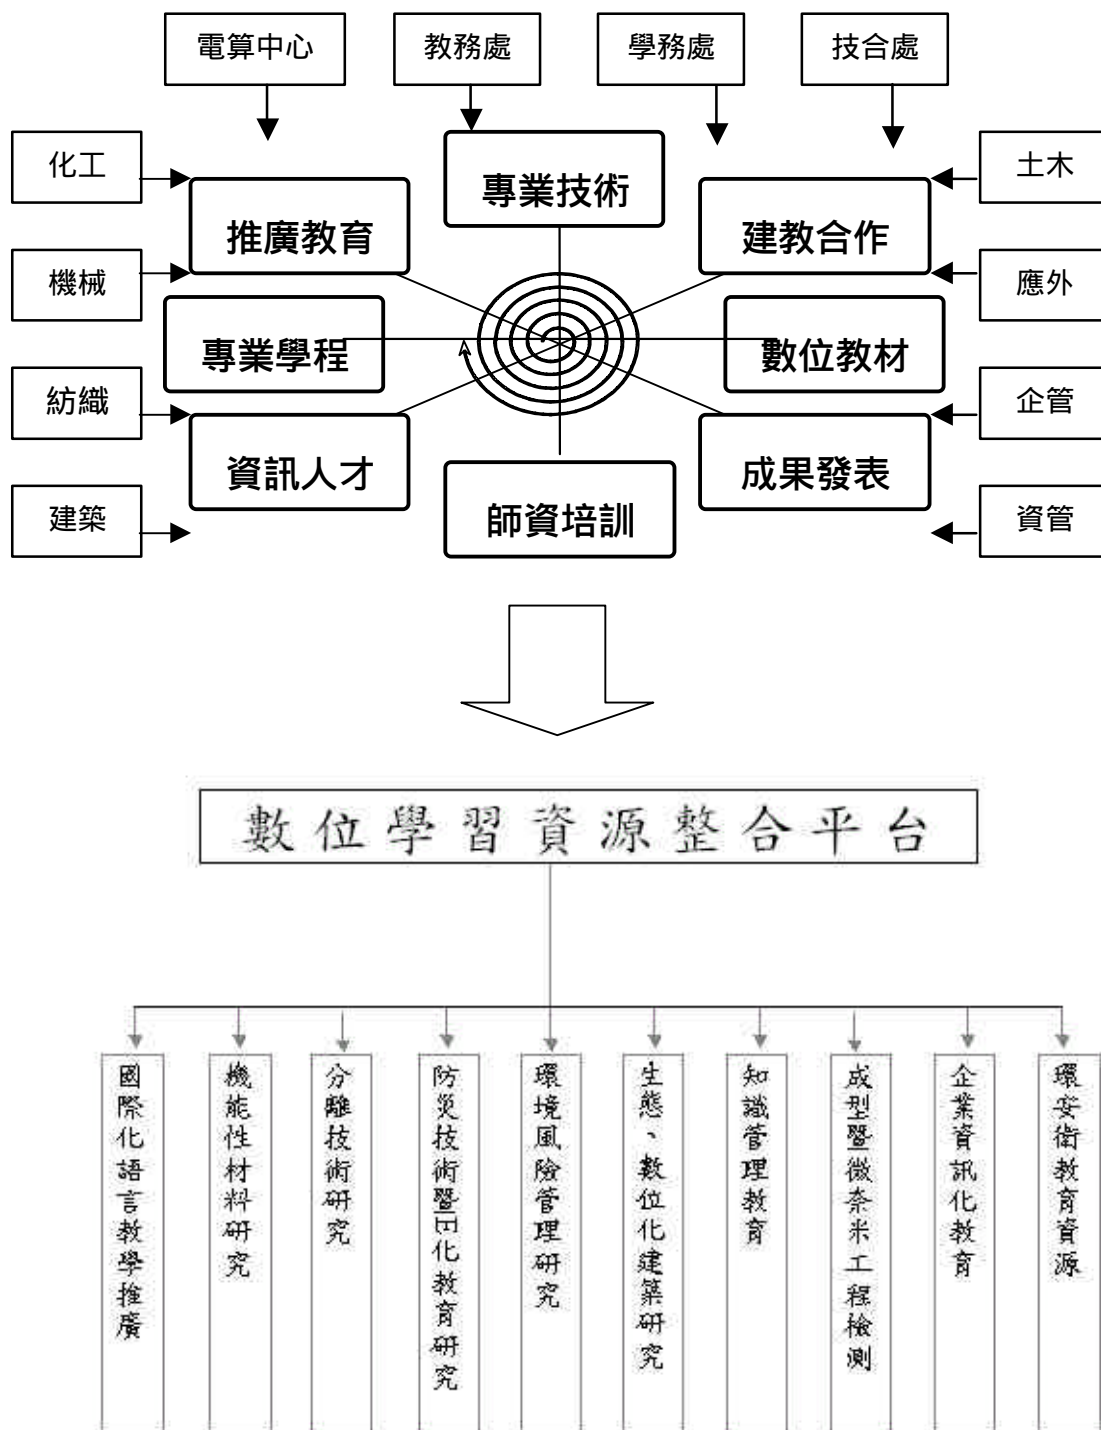 電算中心
教務處
學務處
技合處
化工
土木
專業技術
推廣教育
建教合作
機械
應外
專業學程
數位教材
紡織
企管
資訊人才
成果發表
師資培訓
建築
資管
數位學習資源整合平台
國際化語言教學推廣
機能性材料研究
分離技術研究
防災技術暨E化教育研究
環境風險管理研究
生態、數位化建築研究
知識管理教育
成型暨微奈米工程檢測
企業資訊化教育
環安衛教育資源